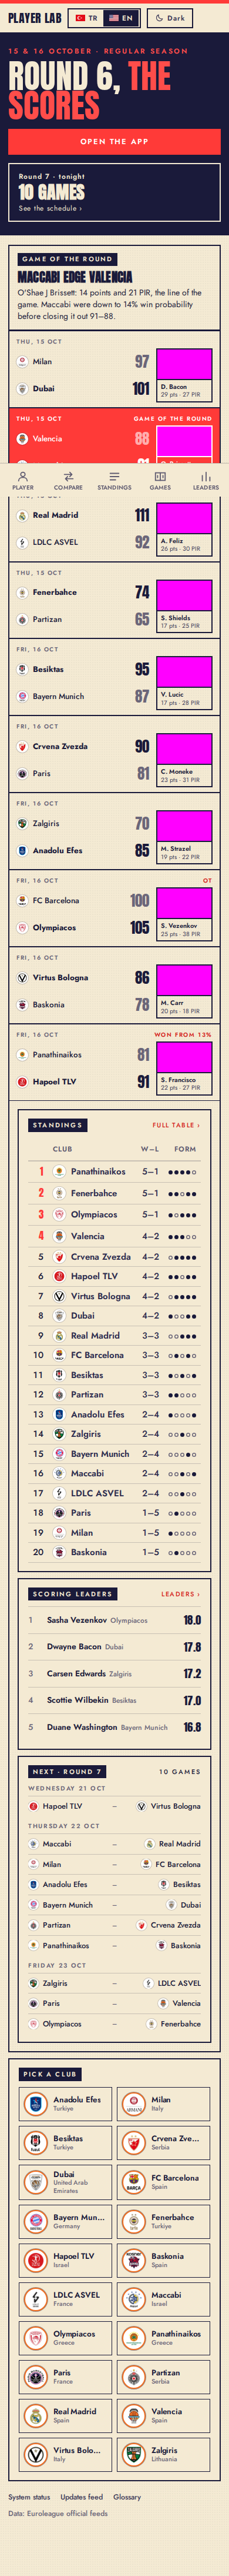 PLAYER LAB
TR
EN
Dark
15 & 16 OCTOBER · REGULAR SEASON
ROUND 6, THE
SCORES
OPEN THE APP
Round 7 · tonight
10 GAMES
See the schedule ›
GAME OF THE ROUND
MACCABI EDGE VALENCIA
O'Shae J Brissett: 14 points and 21 PIR, the line of the
game. Maccabi were down to 14% win probability
before closing it out 91–88.
THU, 15 OCT
Milan 97
Dubai 101
D. Bacon
29 pts · 27 PIR
THU, 15 OCT GAME OF THE ROUND
Valencia 88
PLAYER
COMPARE
STANDINGS
GAMES
LEADERS
Real Madrid 111
LDLC ASVEL 92
A. Feliz
26 pts · 30 PIR
THU, 15 OCT
Fenerbahce 74
Partizan 65
S. Shields
17 pts · 25 PIR
FRI, 16 OCT
Besiktas 95
Bayern Munich 87
V. Lucic
17 pts · 28 PIR
FRI, 16 OCT
Crvena Zvezda 90
Paris 81
C. Moneke
23 pts · 31 PIR
FRI, 16 OCT
Zalgiris 70
Anadolu Efes 85
M. Strazel
19 pts · 22 PIR
FRI, 16 OCT OT
FC Barcelona 100
Olympiacos 105
S. Vezenkov
25 pts · 38 PIR
FRI, 16 OCT
Virtus Bologna 86
Baskonia 78
M. Carr
20 pts · 18 PIR
FRI, 16 OCT WON FROM 13%
Panathinaikos 81
Hapoel TLV 91
S. Francisco
22 pts · 27 PIR
STANDINGS FULL TABLE ›
CLUB W–L FORM
1 Panathinaikos 5–1
2 Fenerbahce 5–1
3 Olympiacos 5–1
4 Valencia 4–2
5 Crvena Zvezda 4–2
6 Hapoel TLV 4–2
7 Virtus Bologna 4–2
8 Dubai 4–2
9 Real Madrid 3–3
10 FC Barcelona 3–3
11 Besiktas 3–3
12 Partizan 3–3
13 Anadolu Efes 2–4
14 Zalgiris 2–4
15 Bayern Munich 2–4
16 Maccabi 2–4
17 LDLC ASVEL 2–4
18 Paris 1–5
19 Milan 1–5
20 Baskonia 1–5
SCORING LEADERS LEADERS ›
1 Sasha Vezenkov Olympiacos 18.0
2 Dwayne Bacon Dubai 17.8
3 Carsen Edwards Zalgiris 17.2
4 Scottie Wilbekin Besiktas 17.0
5 Duane Washington Bayern Munich 16.8
NEXT · ROUND 7 10 GAMES
WEDNESDAY 21 OCT
Hapoel TLV – Virtus Bologna
THURSDAY 22 OCT
Maccabi – Real Madrid
Milan – FC Barcelona
Anadolu Efes – Besiktas
Bayern Munich – Dubai
Partizan – Crvena Zvezda
Panathinaikos – Baskonia
FRIDAY 23 OCT
Zalgiris – LDLC ASVEL
Paris – Valencia
Olympiacos – Fenerbahce
PICK A CLUB
Anadolu Efes
Turkiye
Milan
Italy
Besiktas
Turkiye
Crvena Zve...
Serbia
Dubai
United Arab
Emirates
FC Barcelona
Spain
Bayern Mun...
Germany
Fenerbahce
Turkiye
Hapoel TLV
Israel
Baskonia
Spain
LDLC ASVEL
France
Maccabi
Israel
Olympiacos
Greece
Panathinaikos
Greece
Paris
France
Partizan
Serbia
Real Madrid
Spain
Valencia
Spain
Virtus Bolo...
Italy
Zalgiris
Lithuania
System status Updates feed Glossary
Data: Euroleague official feeds